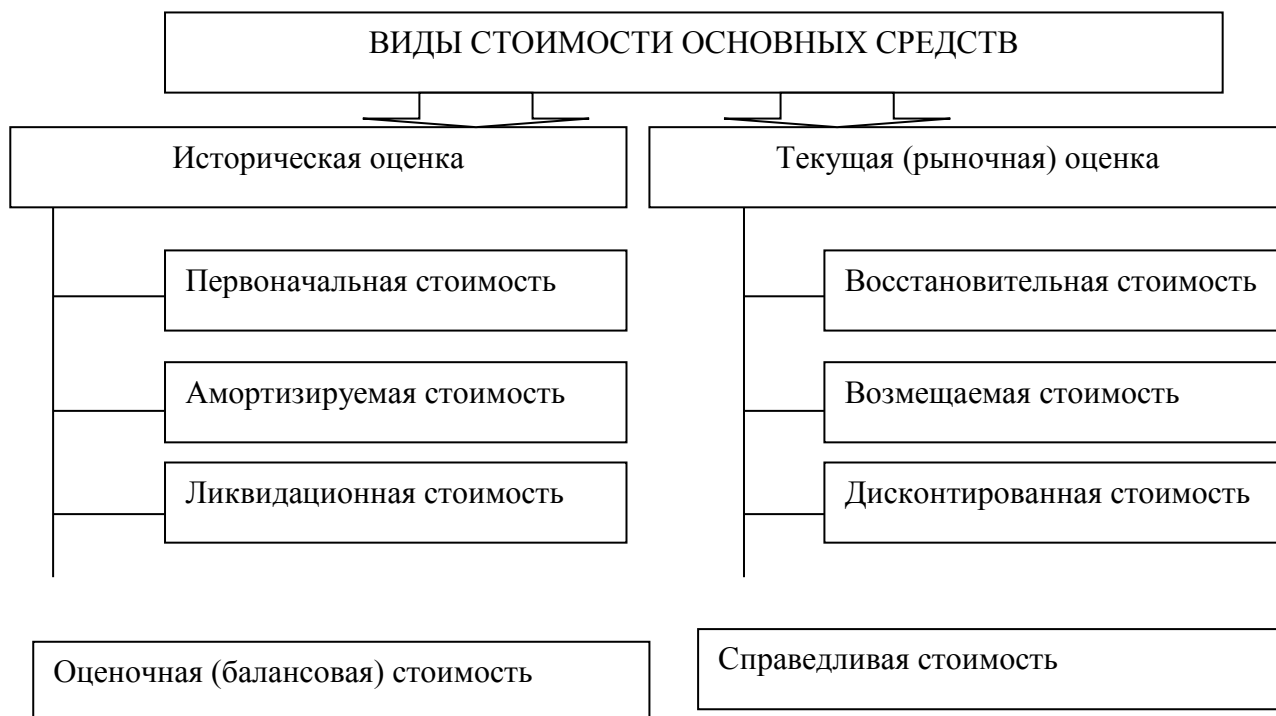 ВИДЫ СТОИМОСТИ ОСНОВНЫХ СРЕДСТВ
Историческая оценка
Текущая (рыночная) оценка
Первоначальная стоимость
Восстановительная стоимость
Амортизируемая стоимость
Возмещаемая стоимость
Ликвидационная стоимость
Дисконтированная стоимость
Оценочная (балансовая) стоимость
Справедливая стоимость